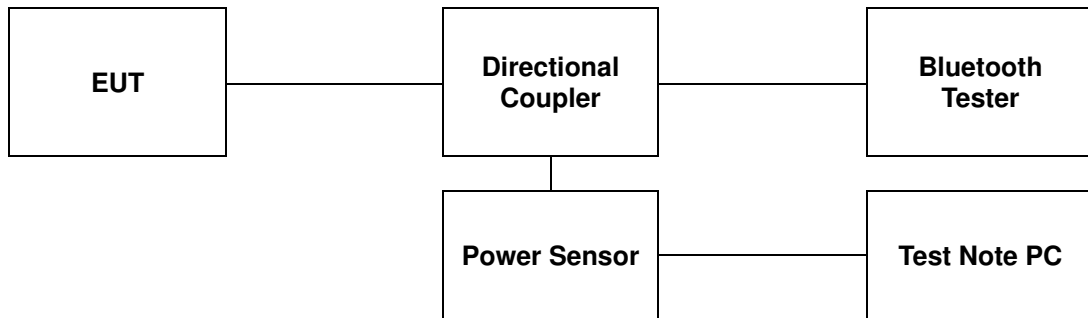 EUT
Directional
Coupler
Bluetooth
Tester
Power Sensor
Test Note PC